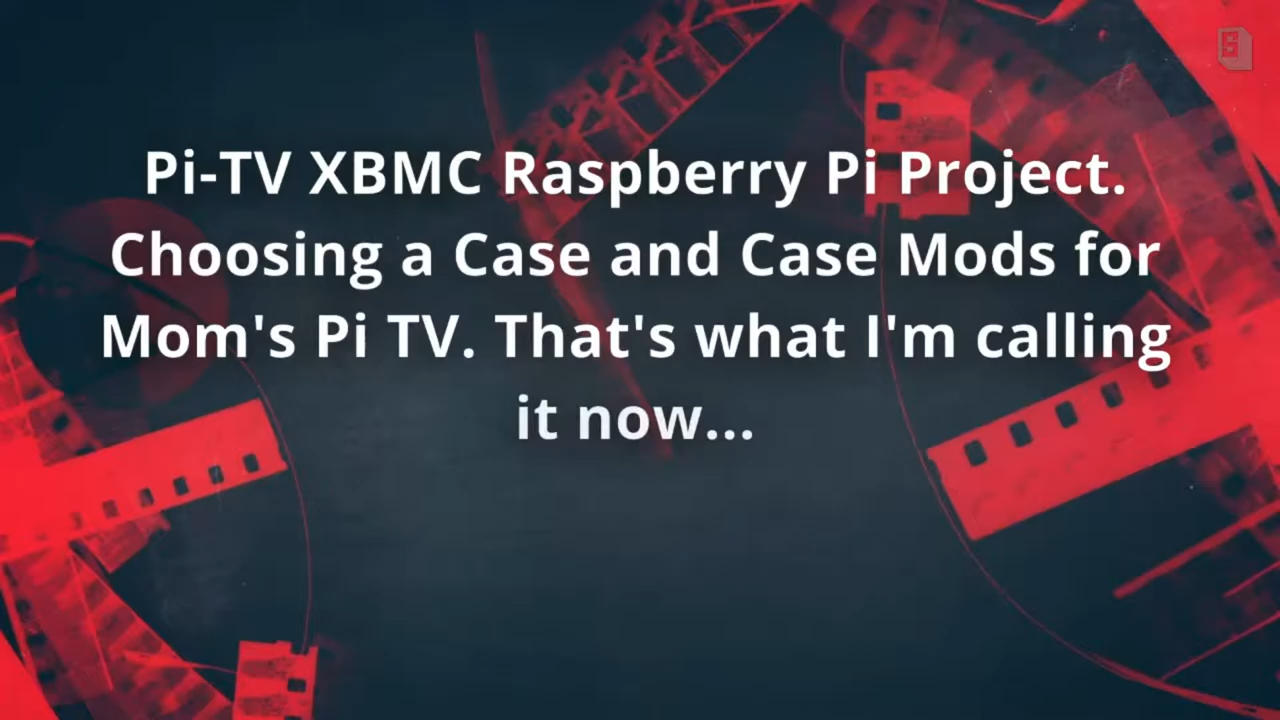 Pi-TV XBMC Raspberry Pi Project.
Choosing a Case and Case Mods for
Mom's Pi TV. That's what I'm calling
it now...